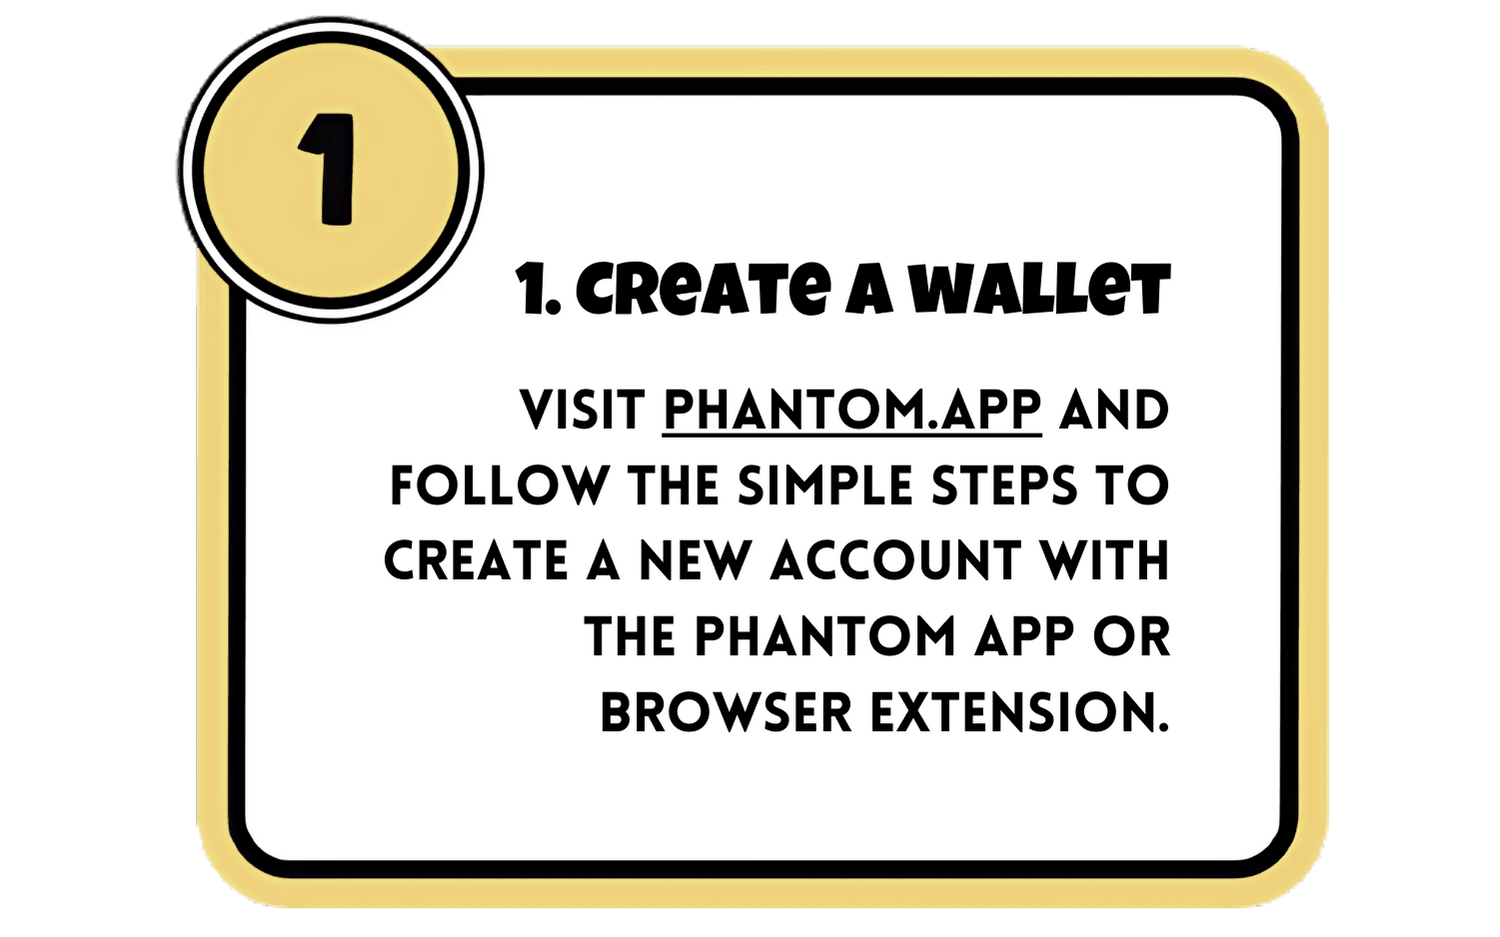 1
1. CREATE A WALLET
VISIT PHANTOM.APP AND
FOLLOW THE SIMPLE STEPS TO
CREATE A NEW ACCOUNT WITH
THE PHANTOM APP OR
BROWSER EXTENSION.